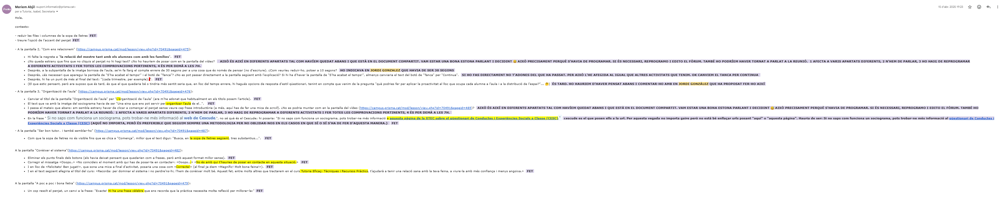 PrisMa
Meriem Abjil <suport.informatic@prisma.cat>
15 d'abr. 2025 19:23
per a Tutoria:, Isabel, Secretaria
Hola,
contesto:
- reduir les files i columnes de la sopa de lletres FET
- treure l'opció de l'accent del penjat FET
- A la pantalla 2, "Com ens relacionem" (https://campus.prisma.cat/mod/lesson/view.php?id=70491&pageid=475):
• Hi falta la negreta a "la relació del mestre tant amb els alumnes com amb les famílies". FET
• ¿No queda estrany que fins que no cliquis al penjat no hi hagi text? ¿No ho hauríem de posar com en la pantalla del vídeo? AIXÒ ÉS AIXÍ EN DIFERENTS APARTATS TAL COM HAVÍEM QUEDAT ABANS I QUE ESTÀ EN EL DOCUMENT COMPARTIT. VAM ESTAR UNA BONA ESTONA PARLANT I DECIDINT 😅 AIXÒ PRECISAMENT PERQUÈ S'HAVIA DE PROGRAMAR. SI ÉS NECESSARI, REPROGRAMO I EDITO EL FÒRUM. TAMBÉ HO PODRÍEM HAVER TORNAT A PARLAT A LA REUNIÓ. 1 AFECTA A VARIS APARTATS DIFERENTS, 2 N'HEM DE PARLAR, 3 HO HAIG DE REPROGRAMAR
A DIFERENTS ACTIVITATS I FER TOTES LES COMPROVACIONS PERTINENTS, 4 ÉS PER DEMÀ A LES 7H.
• Després, a la subpantalla de la imatge borrosa de l'aula, se'm fa llarg el compte enrere de 30 segons per a una cosa que és només de pensar (no d'escriure). ¿Com veuríeu reduir-ho, potser a 10 segons? HO INDICAVA EN JORDI GONZALEZ QUE HAVIA DE SER 30 SEGONS
• Després, ¿és necessari que aparegui la pantalla de "S'ha acabat el temps!" i el botó de "Tanca"? ¿No es pot passar directament a la pantalla següent amb l'explicació? Si hi ha d'haver la pantalla de "S'ha acabat el temps!", almenys canviaria el text del botó de "Tanca" per "Continua". SI HO FAS DIRECTAMENT NO T'ADONES DEL QUE HA PASSAT. PER AIXÒ L'HE AFEGIDA AL IGUAL QUE ALTRES ACTIVITATS QUE TENIM. OK CANVIEM EL TANCA PER CONTINUA
• Després, hi ha un punt de més al final del text: "(cada trimestre, per exemple).". FET
• (El que estic pensant, però ara suposo que és tard, és que el que quedaria bé o tindria més sentit seria que, en lloc del temps enrere, hi hagués opcions de resposta d'estil qüestionari, tenint en compte que venim de la pregunta "què podries fer per aplicar la proactivitat al lloc que ocupa cada alumne a l'aula i a la distribució de l'espai?"... 🤔) ÉS TARD. HO HAURIEM D'HAVER PENSAT ABANS I COMENTAR-HO AMB EN JORDI GONZÁLEZ QUE HA PROPOSAT FER-HO AIXÍ
- A la pantalla 3, "Organització de l'aula" (https://campus.prisma.cat/mod/lesson/view.php?id=70491&pageid=476):
• Canviar el títol de la pantalla "Organització de l'aula" per "L'organització de l'aula" (ara m'he adonat que habitualment en els títols posem l'article). FET
• El text que va amb la imatge del sociograma havia de ser "Una eina que ens pot servir per organitzar l'aula és el…". FET
• I passa el mateix que abans: em sembla estrany haver de clicar a començar el penjat sense veure cap frase introductòria (a més, aquí has de fer una mica de scroll). ¿No es podria muntar com en la pantalla del vídeo (https://campus.prisma.cat/mod/lesson/view.php?id=70491&pageid=485)? AIXÒ ÉS AIXÍ EN DIFERENTS APARTATS TAL COM HAVÍEM QUEDAT ABANS I QUE ESTÀ EN EL DOCUMENT COMPARTIT. VAM ESTAR UNA BONA ESTONA PARLANT I DECIDINT 😅 AIXÒ PRECISAMENT PERQUÈ S'HAVIA DE PROGRAMAR. SI ÉS NECESSARI, REPROGRAMO I EDITO EL FÒRUM. TAMBÉ HO
PODRÍEM HAVER TORNAT A PARLAT A LA REUNIÓ. 1 AFECTA A VARIS APARTATS DIFERENTS, 2 N'HEM DE PARLAR, 3 HO HAIG DE REPROGRAMAR A DIFERENTS ACTIVITATS I FER TOTES LES COMPROVACIONS PERTINENTS, 4 ÉS PER DEMÀ A LES 7H.
• En la frase " Si no saps com funciona un sociograma, pots trobar-ne més informació al web de Cescude.", no sé què és el Cescude; hi posaria: "Si no saps com funciona un sociograma, pots trobar-ne més informació a aquesta pàgina de la XTEC sobre el qüestionari de Conductes i Experiències Socials a Classe (CESC)." cescude es el que posen ells a la url. Per aquesta vegada no importa gaire però no està bé enllaçar urls posant "aquí" o "aquesta pàgina". Hauria de ser: Si no saps com funciona un sociograma, pots trobar-ne més informació al qüestionari de Conductes i
Experiències Socials a Classe (CESC) (AQUÍ NO IMPORTA, PERÒ ÉS PREFERIBLE QUE SEGUIM SEMPRE UNA METODOLOGIA PER NO OBLIDAR-NOS EN ELS CASOS EN QUE SÍ O SÍ S'HA DE FER D'AQUESTA MANERA.) FET
- A la pantalla "Ser bon tutor… i també semblar-ho" (https://campus.prisma.cat/mod/lesson/view.php?id=70491&pageid=487):
• Com que la sopa de lletres no és visible fins que es clica a "Comença", millor que el text digui: "Busca, en la sopa de lletres següent, tres substantius…". FET
A la pantalla "Conèixer el sistema"(https://campus.prisma.cat/mod/lesson/view.php?id=70491&pageid=482):
• Eliminar els punts finals dels botons (els havia deixat pensant que quedarien com a frases, però amb aquest format millor sense). FET
• Corregir el missatge «Ooops..» «No coincideix el moment amb qui has de posar-te en contacte»: «Ooops...» «No és amb qui t'hauries de posar en contacte en aquesta situació.» FET
• I en lloc de «Felicitats! Ben jugat!», que sona una mica a final d'activitat, posaria una cosa com «Correcte!» (al final ja diem «Magnífic! Molt bona feina!»). FET
• I en el text següent afegiria el títol del curs: «Recorda: per dominar el sistema i no perdre'ns-hi, l'hem de conèixer molt bé. Aquest fet, entre molts altres que tractarem en el curs Tutoria Eficaç: Tècniques i Recursos Pràctics, t'ajudarà a tenir una relació sana amb la teva feina, a viure-la amb més confiança i menys angoixa.» FET
A la pantalla "A poc a poc i bona lletra" (https://campus.prisma.cat/mod/lesson/view.php?id=70491&pageid=479):
• Un cop resolt el penjat, un canvi a la frase: "Exacte! Hi ha una frase cèlebre que ens recorda que la pràctica necessita molta reflexió per millorar-la:" FET